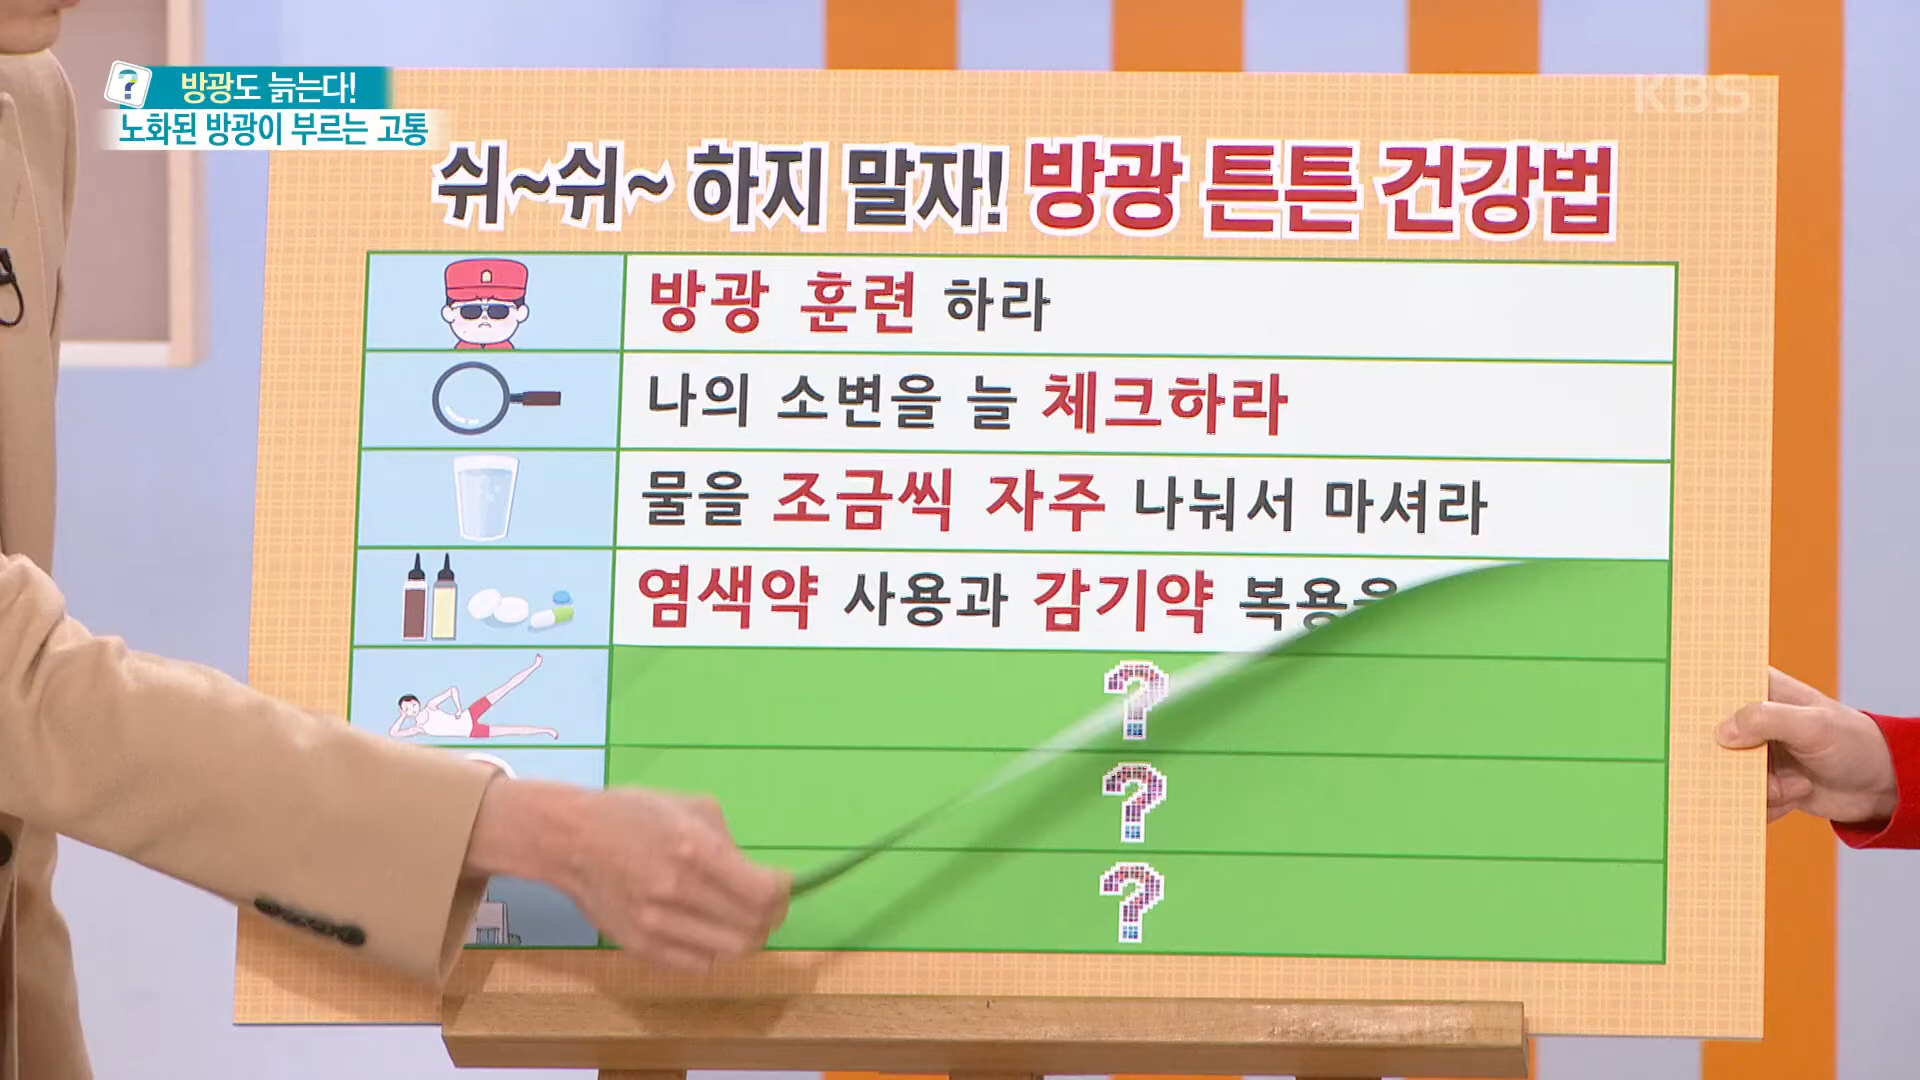 ? 방광도 늙는다!
노화된 방광이 부르는 고통
KBS
쉬~쉬~ 하지 말자! 방광 튼튼 건강법
방광 훈련 하라
나의 소변을 늘 체크하라
물을 조금씩 자주 나눠서 마셔라
염색약 사용과 감기약 복용을
?
?
?